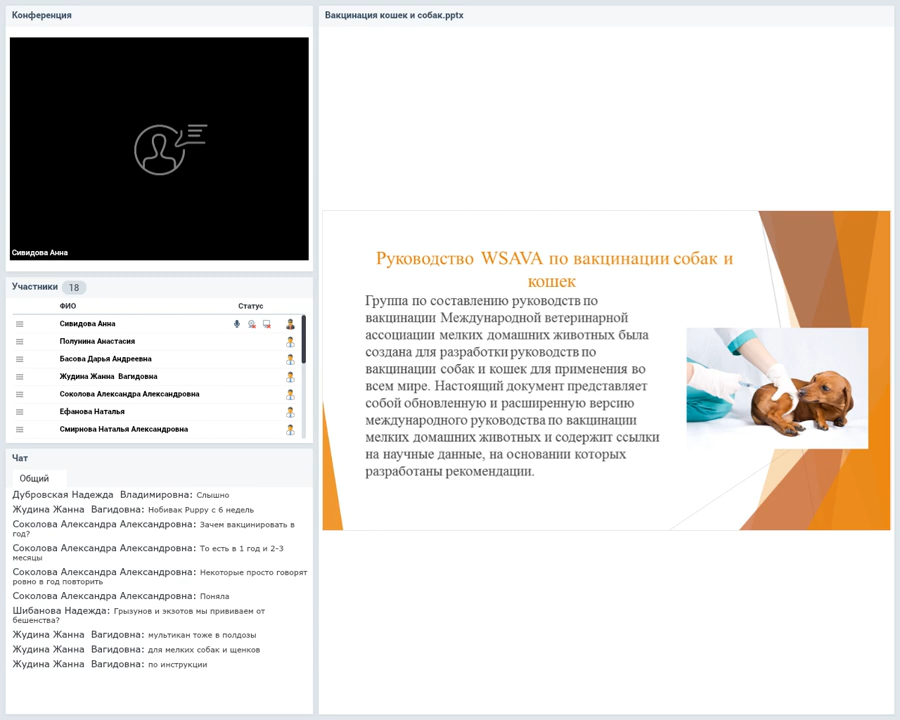 Конференция
Сивидова Анна
Участники 18
ФИО Статус
Сивидова Анна
Полунина Анастасия
Басова Дарья Андреевна
Жудина Жанна Вагидовна
Соколова Александра Александровна
Ефанова Наталья
Смирнова Наталья Александровна
Чат
Общий
Дубровская Надежда Владимировна: Слышно
Жудина Жанна Вагидовна: Нобивак Puppy с 6 недель
Соколова Александра Александровна: Зачем вакцинировать в
год?
Соколова Александра Александровна: То есть в 1 год и 2-3
месяцы
Соколова Александра Александровна: Некоторые просто говорят
ровно в год повторить
Соколова Александра Александровна: Поняла
Шибанова Надежда: Грызунов и экзотов мы прививаем от
бешенства?
Жудина Жанна Вагидовна: мультикан тоже в полдозы
Жудина Жанна Вагидовна: для мелких собак и щенков
Жудина Жанна Вагидовна: по инструкции
Вакцинация кошек и собак.pptx
Руководство WSAVA по вакцинации собак и
кошек
Группа по составлению руководств по
вакцинации Международной ветеринарной
ассоциации мелких домашних животных была
создана для разработки руководств по
вакцинации собак и кошек для применения во
всем мире. Настоящий документ представляет
собой обновленную и расширенную версию
международного руководства по вакцинации
мелких домашних животных и содержит ссылки
на научные данные, на основании которых
разработаны рекомендации.